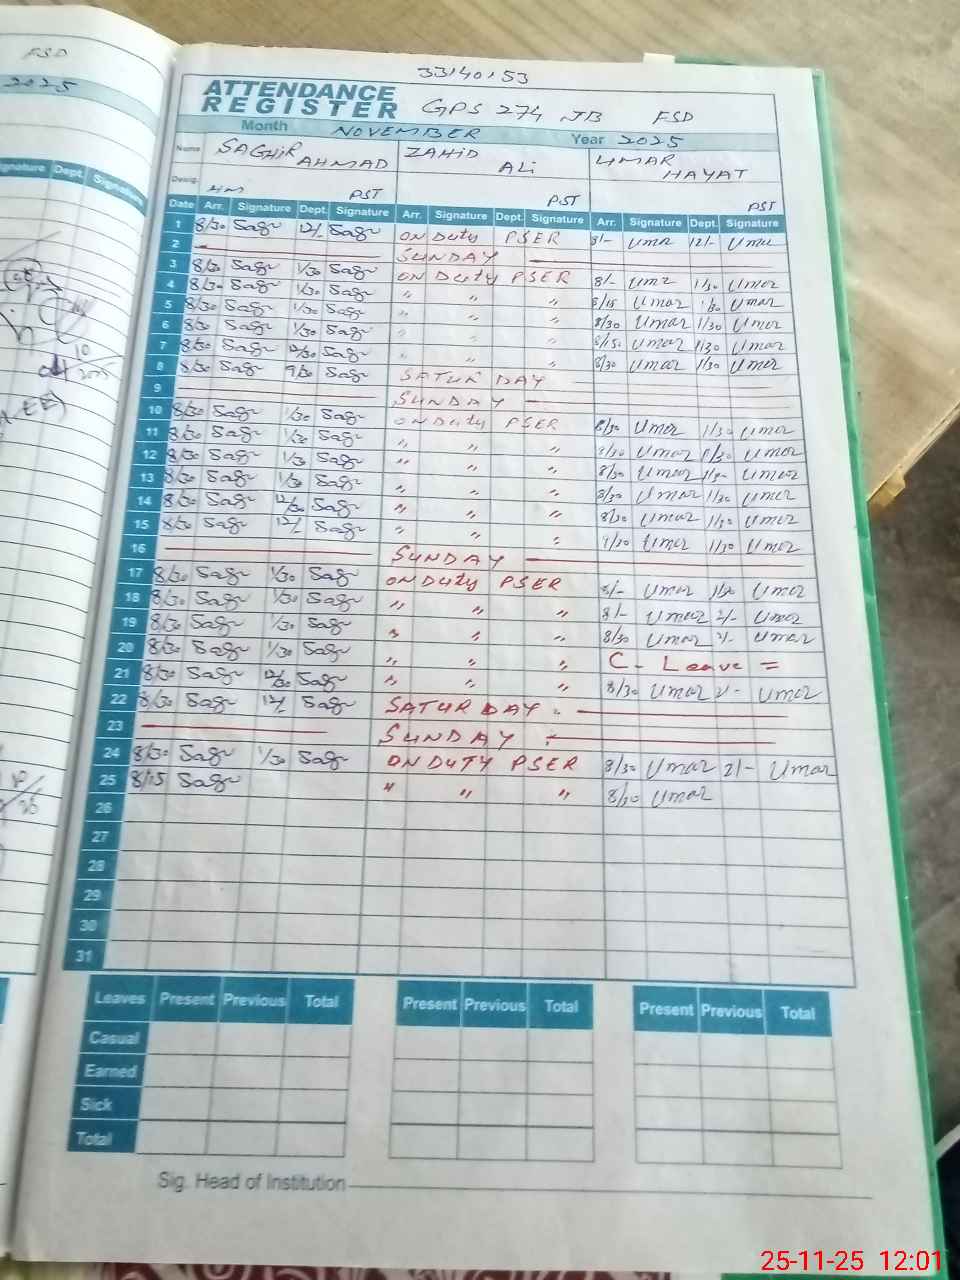 FSD
2025
gnature Dept. Signature
33140153
ATTENDANCE
REGISTER GPS 274 JB FSD
Month NOVEMBER Year 2025
Name SAGHIR AHMAD ZAHID ALI UMAR HAYAT
Desig. HM PST PST PST
Date Arr. Signature Dept. Signature Arr. Signature Dept. Signature Arr. Signature Dept. Signature
1 8/30 Sagr 12/- Sagr ON Duty PSER 8/- Umar 12/- Umar
2 SUNDAY
3 8/30 Sagr 1/30 Sagr ON Duty PSER 8/- Umar 1/30 Umar
4 8/30 Sagr 1/30 Sagr " " " 8/15 Umar 1/30 Umar
5 8/30 Sagr 1/30 Sagr " " " 8/30 Umar 1/30 Umar
6 8/30 Sagr 1/30 Sagr " " " 8/15 Umar 1/30 Umar
7 8/30 Sagr 12/30 Sagr " " " 8/30 Umar 1/30 Umar
8 8/30 Sagr 9/30 Sagr SATURDAY
9 SUNDAY
10 8/30 Sagr 1/30 Sagr ON Duty PSER 8/30 Umar 1/30 Umar
11 8/30 Sagr 1/30 Sagr " " " 8/30 Umar 1/30 Umar
12 8/30 Sagr 1/30 Sagr " " " 8/30 Umar 1/30 Umar
13 8/30 Sagr 1/30 Sagr " " " 8/30 Umar 1/30 Umar
14 8/30 Sagr 12/30 Sagr " " " 8/30 Umar 1/30 Umar
15 8/30 Sagr 12/- Sagr " " " Umar 1/30 Umar
16 SUNDAY
17 8/30 Sagr 1/30 Sagr ON Duty PSER 8/- Umar 1/30 Umar
18 8/30 Sagr 1/30 Sagr " " " 8/- Umar 2/- Umar
19 8/30 Sagr 1/30 Sagr " " " 8/30 Umar 2/- Umar
20 8/30 Sagr 1/30 Sagr " " " C- Leave =
21 8/30 Sagr 12/30 Sagr " " " 8/30 Umar 2/- Umar
22 8/30 Sagr 12/- Sagr SATURDAY
23 SUNDAY
24 8/30 Sagr 1/30 Sagr ON DUTY PSER 8/30 Umar 2/- Umar
25 8/15 Sagr " " " 8/30 Umar
26
27
28
29
30
31
Leaves Present Previous Total Present Previous Total Present Previous Total
Casual
Earned
Sick
Total
Sig. Head of Institution
25-11-25 12:01